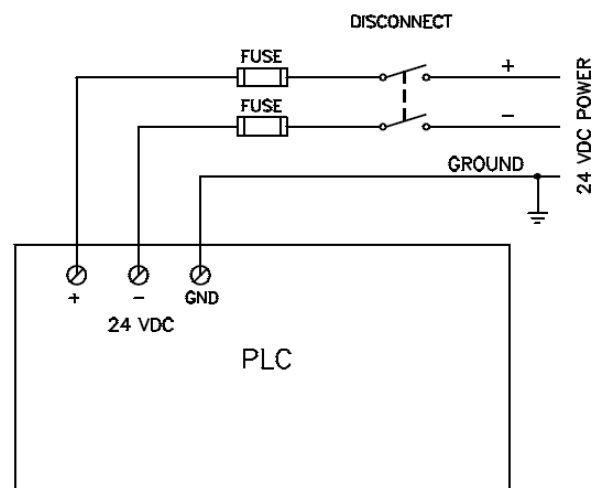 DISCONNECT
FUSE
+
FUSE
−
24 VDC POWER
GROUND
+
−
GND
24 VDC
PLC